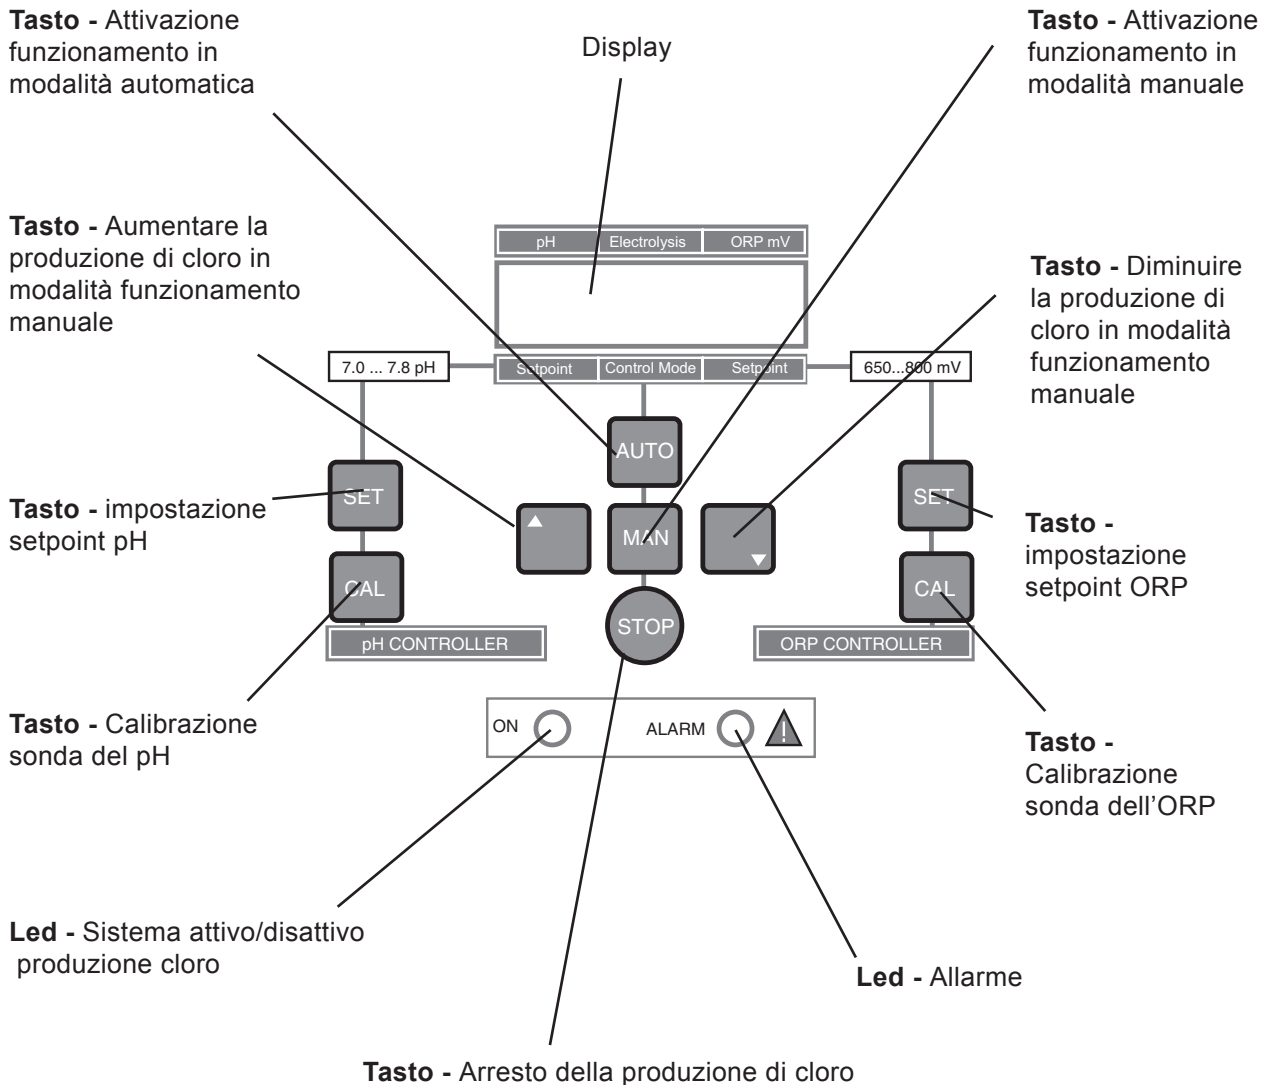 Tasto - Attivazione
funzionamento in
modalità automatica
Display
Tasto - Attivazione
funzionamento in
modalità manuale
Tasto - Aumentare la
produzione di cloro in
modalità funzionamento
manuale
pH Electrolysis ORP mV
Tasto - Diminuire
la produzione di
cloro in modalità
funzionamento
manuale
7.0 ... 7.8 pH
Setpoint Control Mode Setpoint
650...800 mV
AUTO
SET
MAN
SET
Tasto - impostazione
setpoint pH
Tasto -
impostazione
setpoint ORP
CAL
STOP
CAL
pH CONTROLLER
ORP CONTROLLER
Tasto - Calibrazione
sonda del pH
ON
ALARM
!
Tasto -
Calibrazione
sonda dell’ORP
Led - Sistema attivo/disattivo
produzione cloro
Led - Allarme
Tasto - Arresto della produzione di cloro